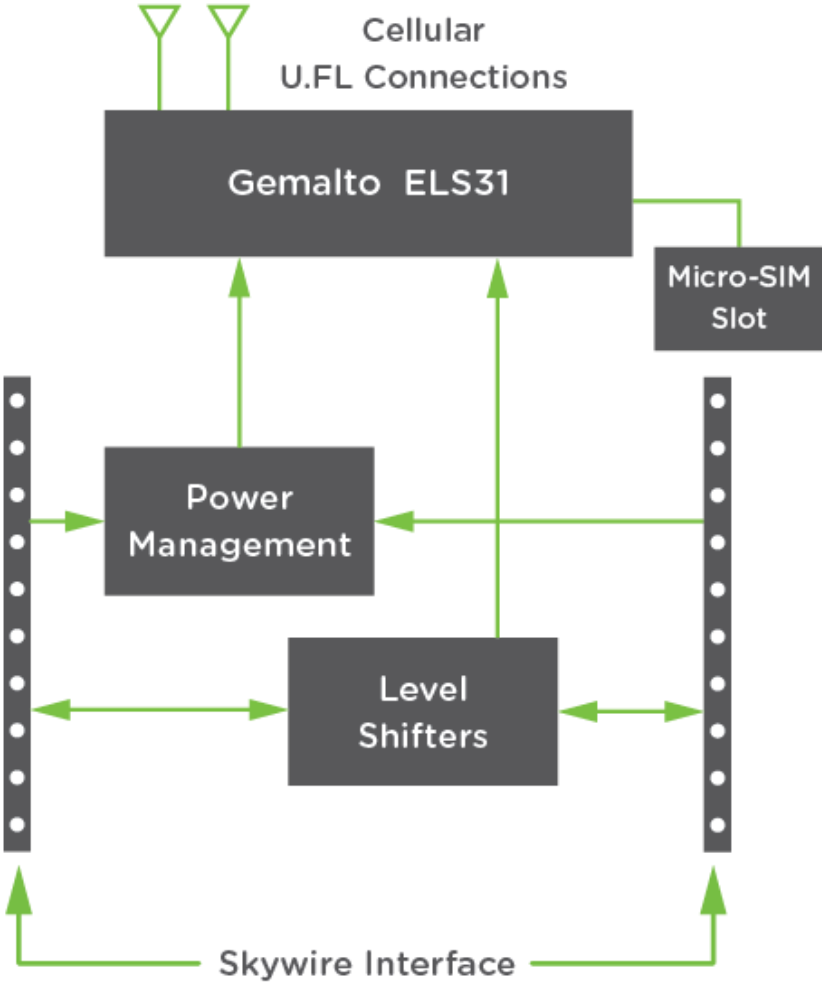 Cellular
U.FL Connections
Gemalto ELS31
Micro-SIM
Slot
Power
Management
Level
Shifters
Skywire Interface